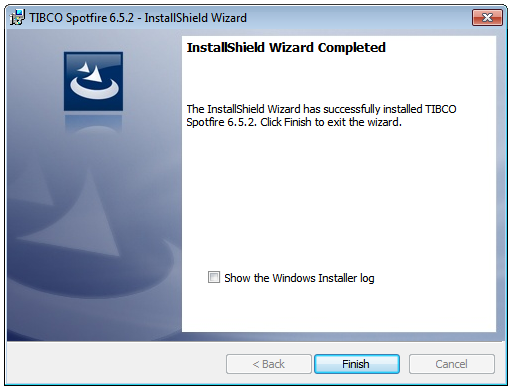 TIBCO Spotfire 6.5.2 - InstallShield Wizard
InstallShield Wizard Completed
The InstallShield Wizard has successfully installed TIBCO
Spotfire 6.5.2. Click Finish to exit the wizard.
Show the Windows Installer log
< Back
Finish
Cancel